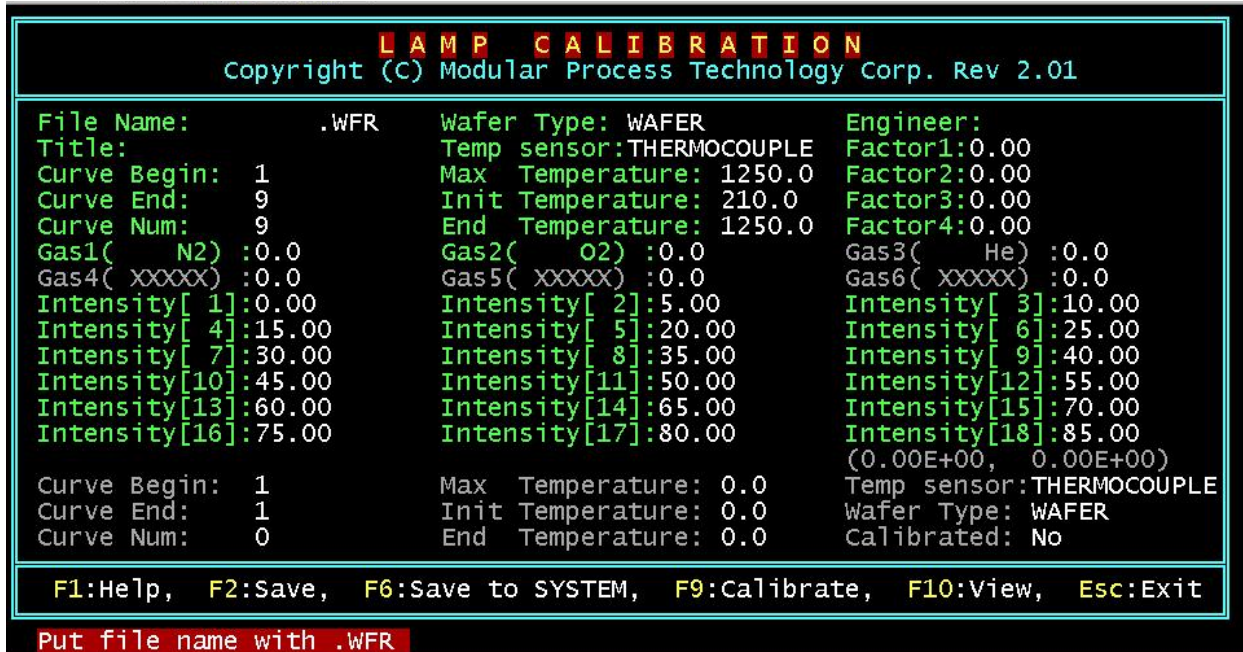 LAMP CALIBRATION
Copyright (C) Modular Process Technology Corp. Rev 2.01
File Name: .WFR Wafer Type: WAFER Engineer:
Title: Temp sensor:THERMOCOUPLE Factor1:0.00
Curve Begin: 1 Max Temperature: 1250.0 Factor2:0.00
Curve End: 9 Init Temperature: 210.0 Factor3:0.00
Curve Num: 9 End Temperature: 1250.0 Factor4:0.00
Gas1( N2) :0.0 Gas2( O2) :0.0 Gas3( He) :0.0
Gas4( XXXXX) :0.0 Gas5( XXXXX) :0.0 Gas6( XXXXX) :0.0
Intensity[ 1]:0.00 Intensity[ 2]:5.00 Intensity[ 3]:10.00
Intensity[ 4]:15.00 Intensity[ 5]:20.00 Intensity[ 6]:25.00
Intensity[ 7]:30.00 Intensity[ 8]:35.00 Intensity[ 9]:40.00
Intensity[10]:45.00 Intensity[11]:50.00 Intensity[12]:55.00
Intensity[13]:60.00 Intensity[14]:65.00 Intensity[15]:70.00
Intensity[16]:75.00 Intensity[17]:80.00 Intensity[18]:85.00
(0.00E+00, 0.00E+00)
Curve Begin: 1 Max Temperature: 0.0 Temp sensor:THERMOCOUPLE
Curve End: 1 Init Temperature: 0.0 Wafer Type: WAFER
Curve Num: 0 End Temperature: 0.0 Calibrated: No
F1:Help, F2:Save, F6:Save to SYSTEM, F9:Calibrate, F10:View, Esc:Exit
Put file name with .WFR